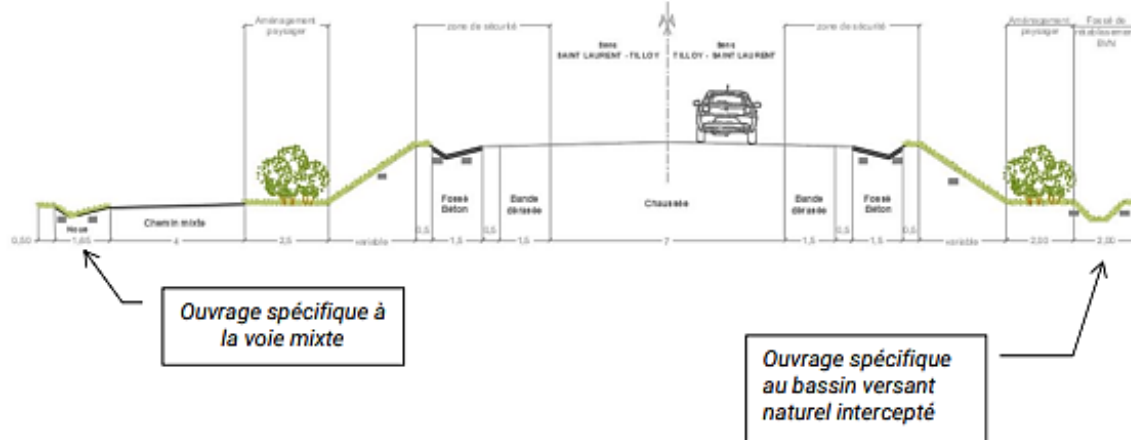 Aménagement
paysager
zone de sécurité
Sens
SAINT LAURENT - TILLOY
Sens
TILLOY - SAINT LAURENT
zone de sécurité
Aménagement
paysager
Fossé de
rétablissement
BVN
Noue
Chemin mixte
Fossé
Béton
Bande
dérasée
Chaussée
Bande
dérasée
Fossé
Béton
0,50
1,65
4
2,5
variable
0,5
1,5
0,5
1,5
7
1,5
0,5
1,5
0,5
variable
2,00
2,00
Ouvrage spécifique à
la voie mixte
Ouvrage spécifique
au bassin versant
naturel intercepté